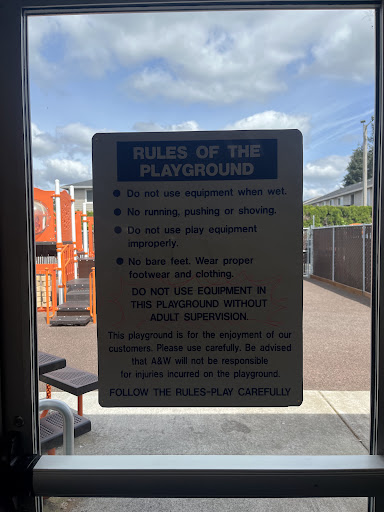 RULES OF THE
PLAYGROUND
● Do not use equipment when wet.
● No running, pushing or shoving.
● Do not use play equipment
improperly.
● No bare feet. Wear proper
footwear and clothing.
DO NOT USE EQUIPMENT IN
THIS PLAYGROUND WITHOUT
ADULT SUPERVISION.
This playground is for the enjoyment of our
customers. Please use carefully. Be advised
that A&W will not be responsible
for injuries incurred on the playground.
FOLLOW THE RULES-PLAY CAREFULLY